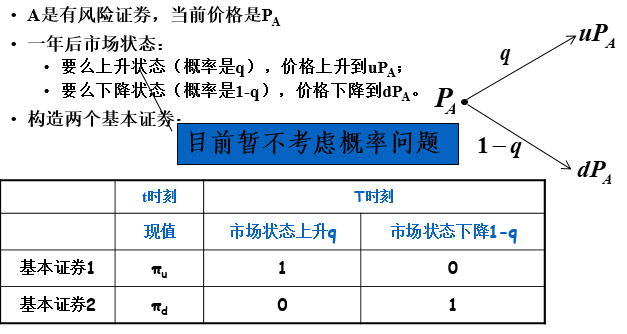 • A是有风险证券，当前价格是PA
• 一年后市场状态：
• 要么上升状态（概率是q），价格上升到uPA；
• 要么下降状态（概率是1-q），价格下降到dPA。
• 构造两个基本证券：
目前暂不考虑概率问题
uPA
q
PA
1－q
dPA
t时刻 T时刻
现值 市场状态上升q 市场状态下降1-q
基本证券1 πu 1 0
基本证券2 πd 0 1